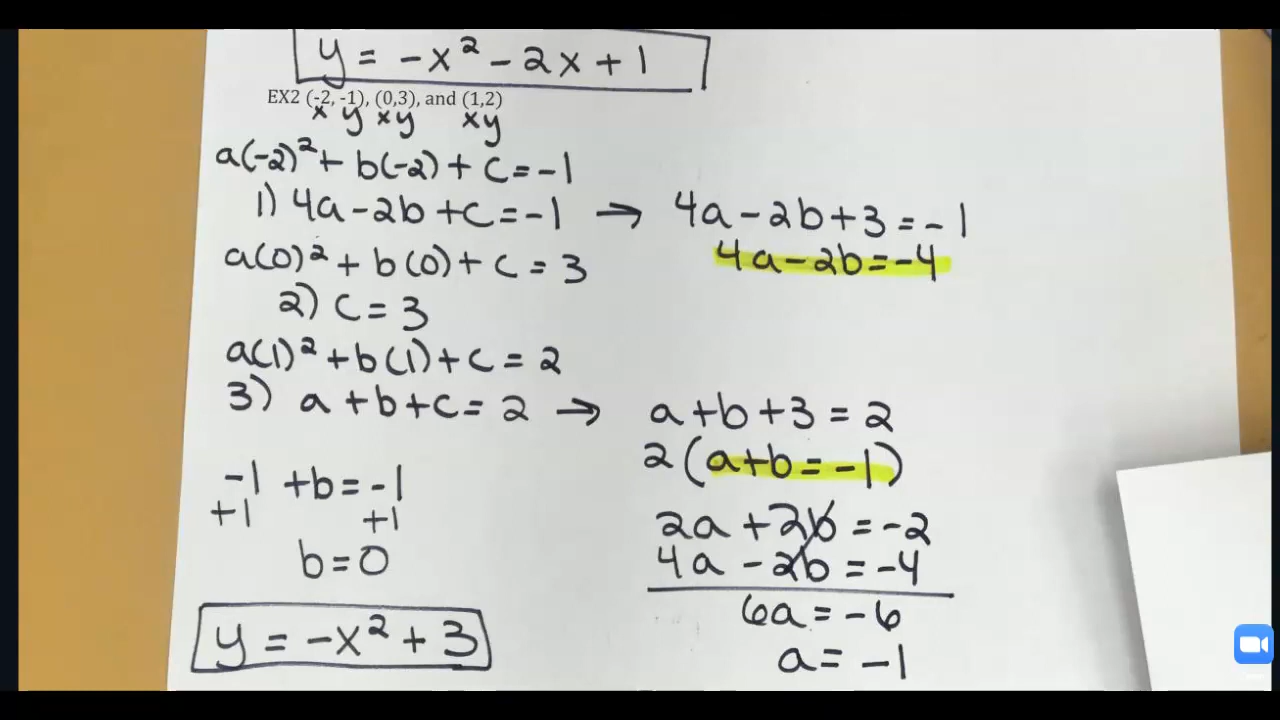 y = -x² - 2x + 1
EX2 (-2, -1), (0,3), and (1,2)
x y x y x y
a(-2)² + b(-2) + c = -1
1) 4a - 2b + c = -1 → 4a - 2b + 3 = -1
4a - 2b = -4
a(0)² + b(0) + c = 3
2) c = 3
a(1)² + b(1) + c = 2
3) a + b + c = 2 → a + b + 3 = 2
2(a + b = -1)
-1 + b = -1
+1 +1
b = 0
2a + 2b = -2
4a - 2b = -4
6a = -6
a = -1
y = -x² + 3